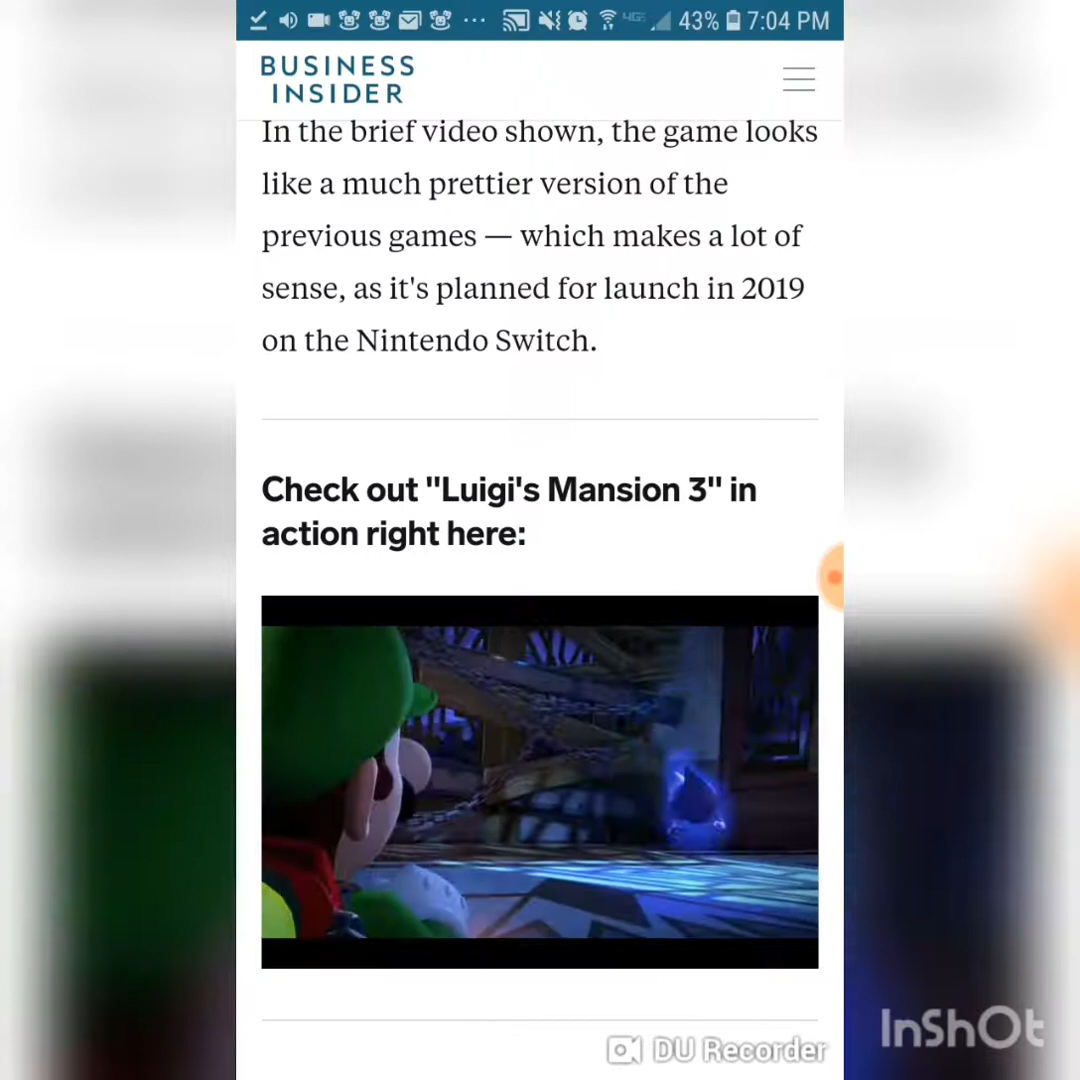 43% 7:04 PM
BUSINESS
INSIDER
In the brief video shown, the game looks
like a much prettier version of the
previous games — which makes a lot of
sense, as it's planned for launch in 2019
on the Nintendo Switch.
Check out "Luigi's Mansion 3" in
action right here:
InShOt
DU Recorder